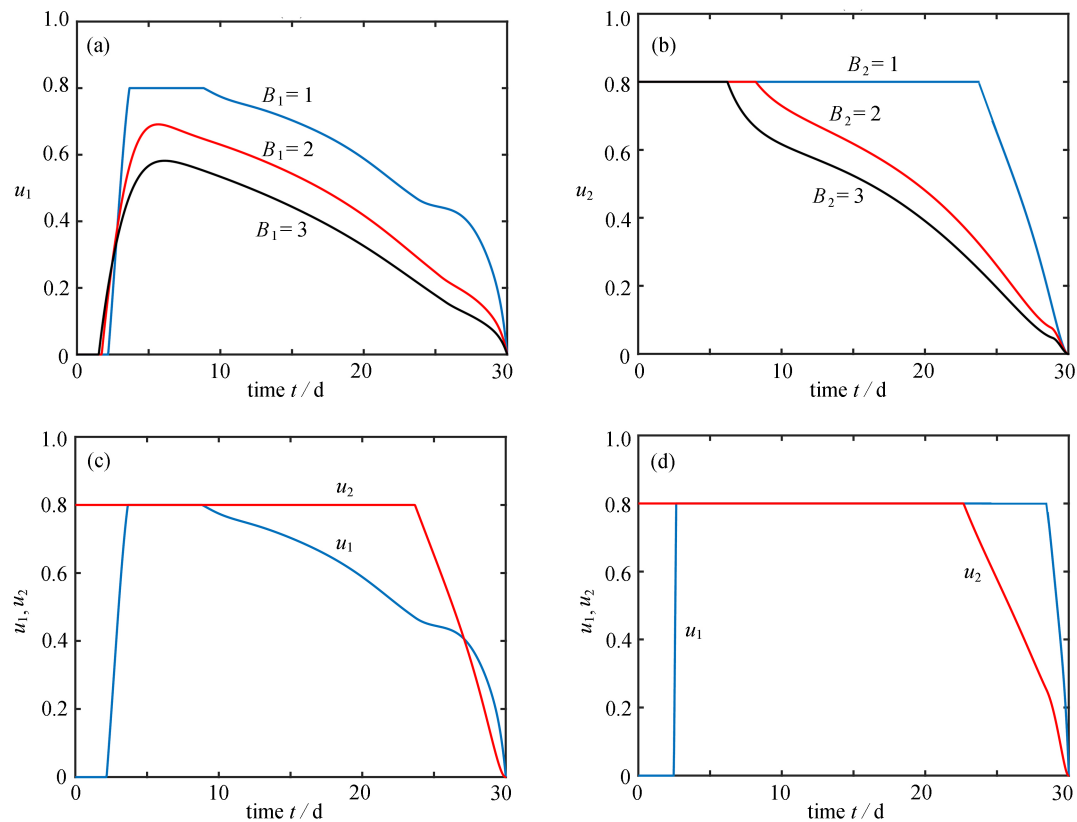 (a)
1.0
0.8
0.6
0.4
0.2
0
u₁
B₁ = 1
B₁ = 2
B₁ = 3
0
10
20
30
time t / d
(b)
1.0
0.8
0.6
0.4
0.2
0
u₂
B₂ = 1
B₂ = 2
B₂ = 3
0
10
20
30
time t / d
(c)
1.0
0.8
0.6
0.4
0.2
0
u₁, u₂
u₂
u₁
0
10
20
30
time t / d
(d)
1.0
0.8
0.6
0.4
0.2
0
u₁, u₂
u₂
u₁
0
10
20
30
time t / d